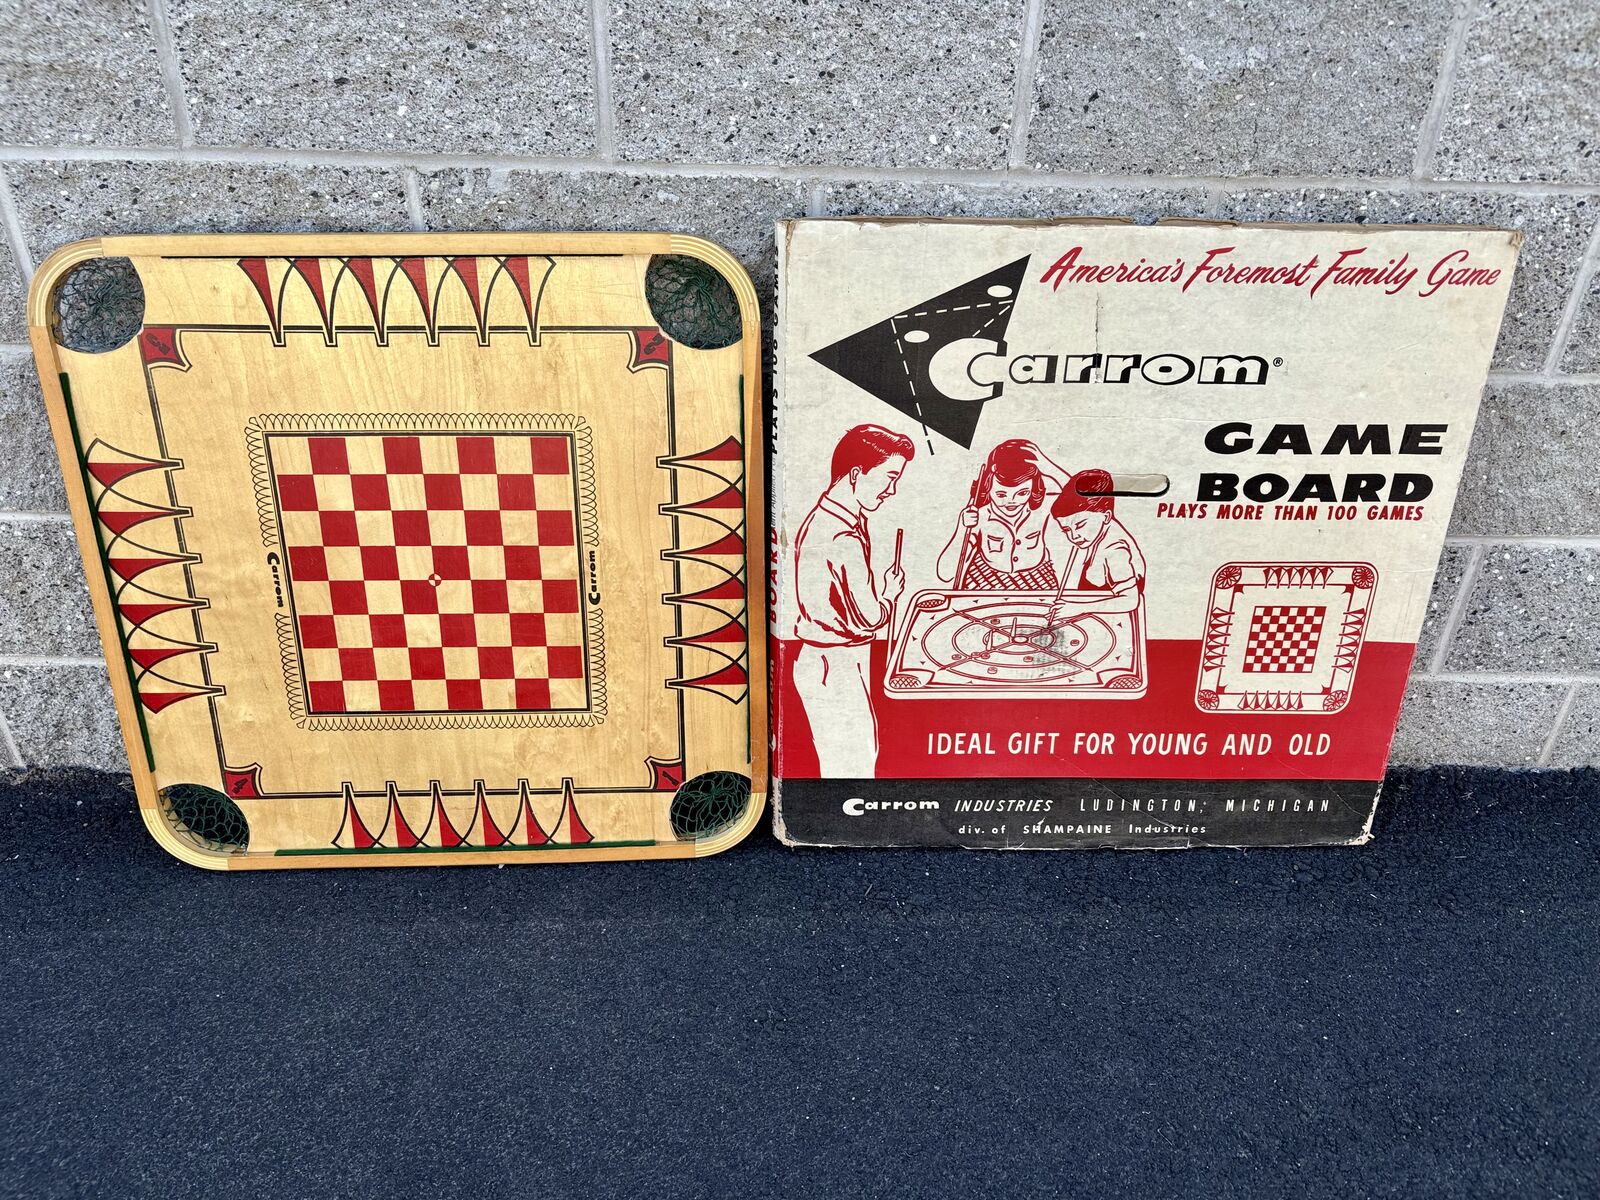 America's Foremost Family Game
Carrom®
GAME
BOARD
PLAYS MORE THAN 100 GAMES
IDEAL GIFT FOR YOUNG AND OLD
Carrom INDUSTRIES LUDINGTON, MICHIGAN
div. of SHAMPAINE Industries
Carrom
Carrom